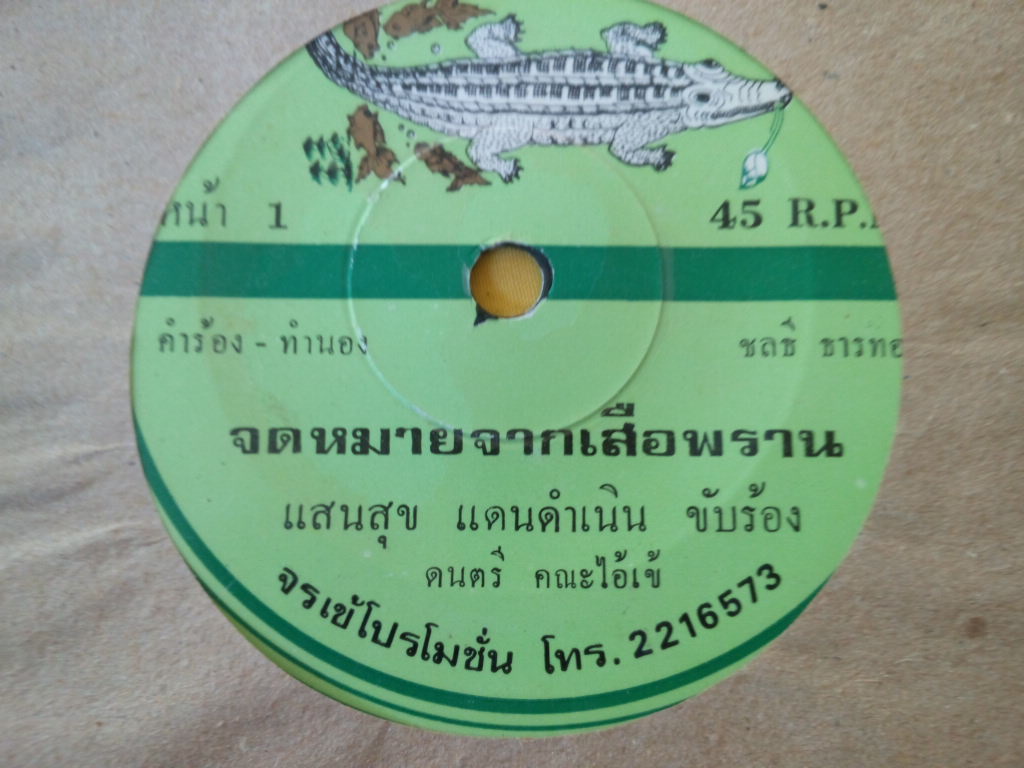 หน้า 1 45 R.P.
คำร้อง - ทำนอง ชลธี ธารทอ
จดหมายจากเสือพราน
แสนสุข แดนดำเนิน ขับร้อง
ดนตรี คณะไอ้เข้
จรเข้โปรโมชั่น โทร. 2216573